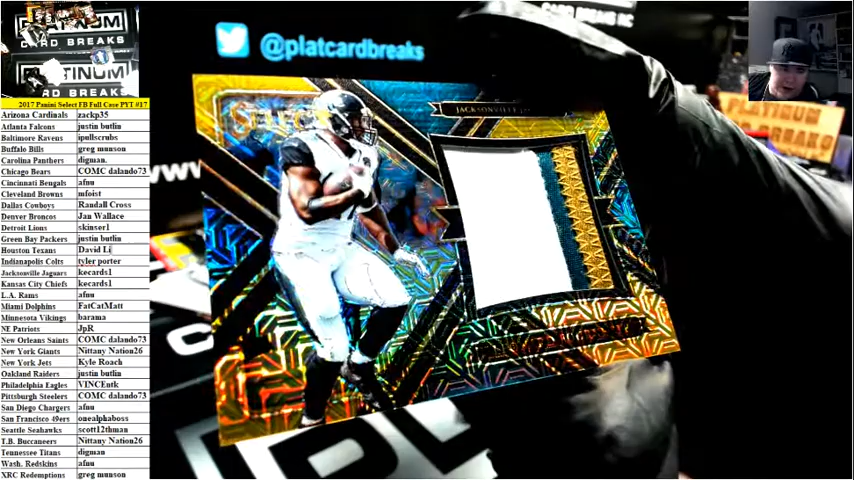 PLATINUM
CARD BREAKS
PLATINUM
CARD BREAKS
2017 Panini Select FB Full Case PYT #17
Arizona Cardinals zackp35
Atlanta Falcons justin butlin
Baltimore Ravens ipullscrubs
Buffalo Bills greg munson
Carolina Panthers digman.
Chicago Bears COMC dalando73
Cincinnati Bengals afnu
Cleveland Browns mfoist
Dallas Cowboys Randall Cross
Denver Broncos Jan Wallace
Detroit Lions skinser1
Green Bay Packers justin butlin
Houston Texans David Li
Indianapolis Colts tyler porter
Jacksonville Jaguars kecards1
Kansas City Chiefs kecards1
L.A. Rams afnu
Miami Dolphins FatCatMatt
Minnesota Vikings barama
NE Patriots JpR
New Orleans Saints COMC dalando73
New York Giants Nittany Nation26
New York Jets Kyle Roach
Oakland Raiders justin butlin
Philadelphia Eagles VINCEntk
Pittsburgh Steelers COMC dalando73
San Diego Chargers afnu
San Francisco 49ers onealphaboss
Seattle Seahawks scott12thman
T.B. Buccaneers Nittany Nation26
Tennessee Titans digman
Wash. Redskins afnu
XRC Redemptions greg munson
@platcardbreaks
Select
JACKSONVILLE
PLATINUM